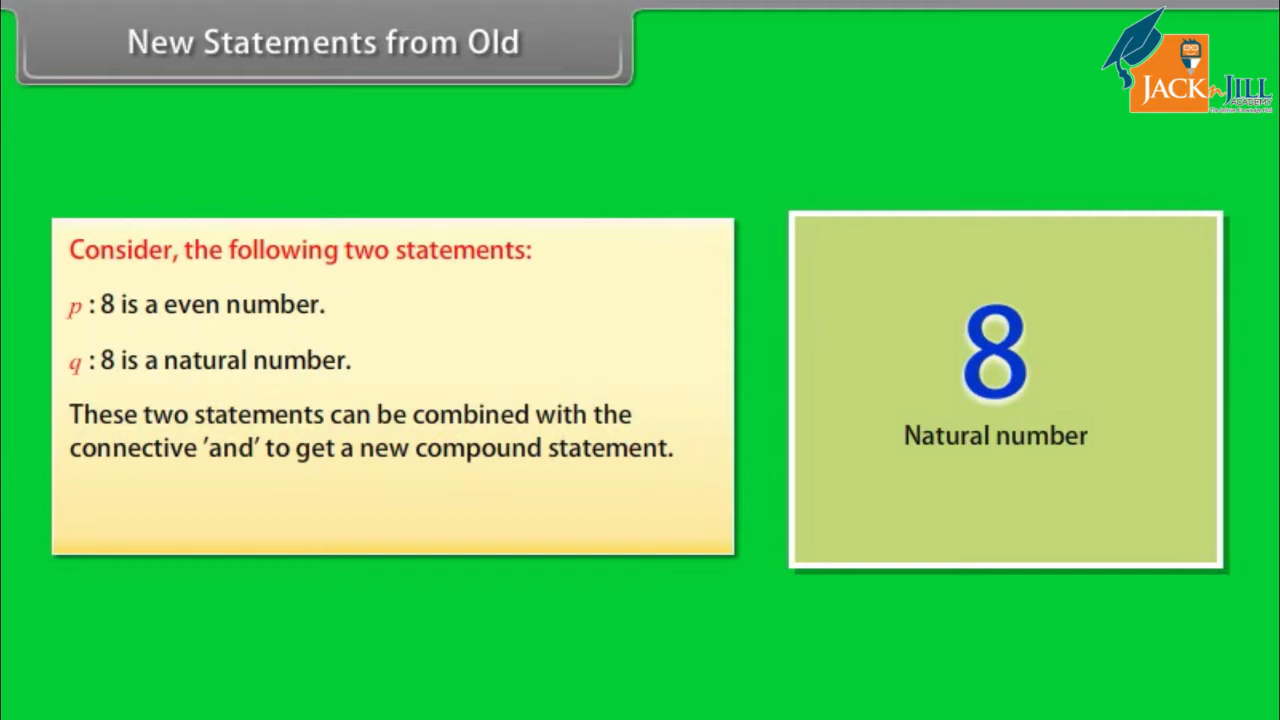 New Statements from Old
JACK n JILL
ACADEMY
Consider, the following two statements:
p : 8 is a even number.
q : 8 is a natural number.
These two statements can be combined with the
connective ’and’ to get a new compound statement.
8
Natural number